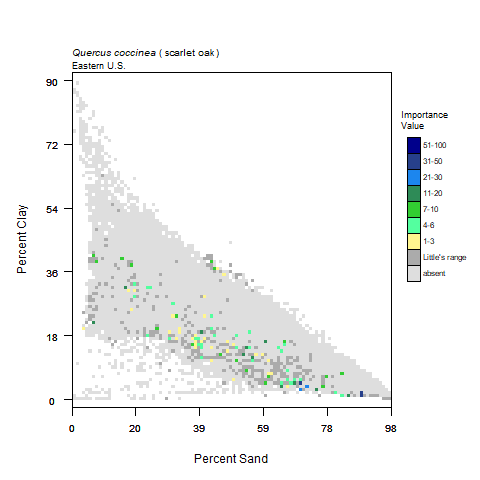 Quercus coccinea ( scarlet oak )
Eastern U.S.
90
72
54
36
18
0
Percent Clay
0
20
39
59
78
98
Percent Sand
Importance
Value
51-100
31-50
21-30
11-20
7-10
4-6
1-3
Little's range
absent